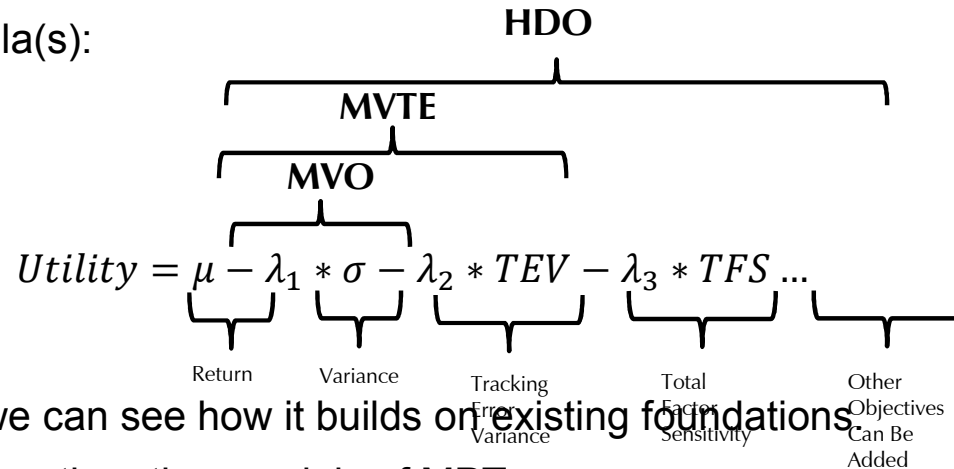 la(s):
HDO
MVTE
MVO
Utility = μ − λ₁ * σ − λ₂ * TEV − λ₃ * TFS ...
Return
Variance
Tracking
Error
Variance
Total
Factor
Sensitivity
Other
Objectives
Can Be
Added
we can see how it builds on existing foundations.